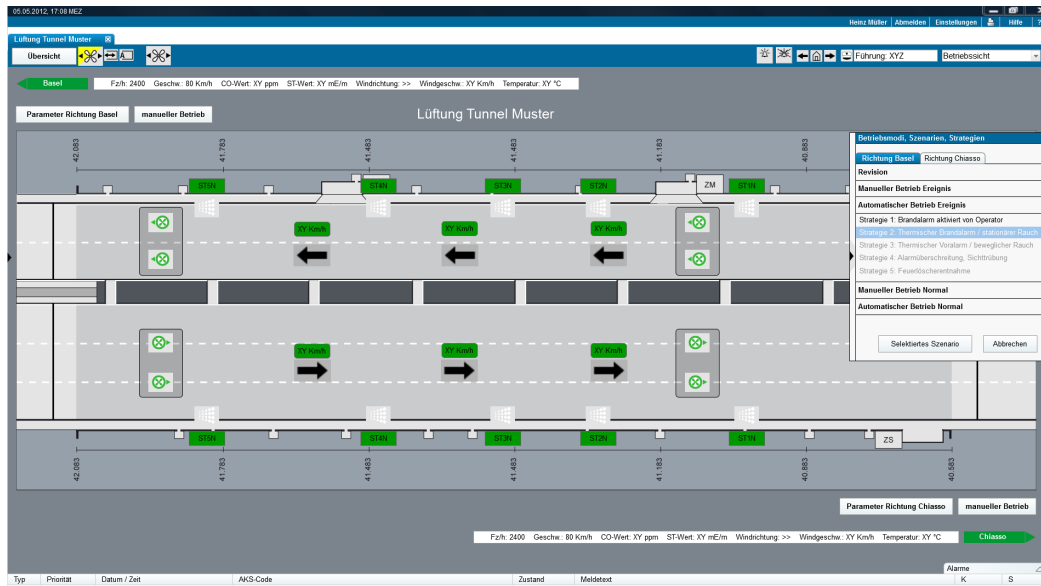 05.05.2012, 17:08 MEZ
Heinz Müller Abmelden Einstellungen Hilfe ?
Lüftung Tunnel Muster
Übersicht A Führung: XYZ Betriebssicht
Basel Fz/h: 2400 Geschw.: 80 Km/h CO-Wert: XY ppm ST-Wert: XY mE/m Windrichtung: >> Windgeschw.: XY Km/h Temperatur: XY °C
Parameter Richtung Basel manueller Betrieb Lüftung Tunnel Muster
42.083 41.783 41.483 41.183 40.883
ST5N ST4N ST3N ST2N ZM ST1N
XY Km/h XY Km/h XY Km/h
Betriebsmodi, Szenarien, Strategien
Richtung Basel Richtung Chiasso
Revision
Manueller Betrieb Ereignis
Automatischer Betrieb Ereignis
Strategie 1: Brandalarm aktiviert von Operator
Strategie 2: Thermischer Brandalarm / stationärer Rauch
Strategie 3: Thermischer Voralarm / beweglicher Rauch
Strategie 4: Alarmüberschreitung, Sichttrübung
Strategie 5: Feuerlöscherentnahme
Manueller Betrieb Normal
Automatischer Betrieb Normal
Selektiertes Szenario Abbrechen
XY Km/h XY Km/h XY Km/h
ST5N ST4N ST3N ST2N ST1N ZS
42.083 41.783 41.483 41.483 41.183 40.883 40.583
Parameter Richtung Chiasso manueller Betrieb
Fz/h: 2400 Geschw.: 80 Km/h CO-Wert: XY ppm ST-Wert: XY mE/m Windrichtung: >> Windgeschw.: XY Km/h Temperatur: XY °C Chiasso
Alarme
Typ Priorität Datum / Zeit AKS-Code Zustand Meldetext K S